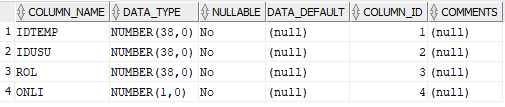 COLUMN_NAME DATA_TYPE NULLABLE DATA_DEFAULT COLUMN_ID COMMENTS
1 IDTEMP NUMBER(38,0) No (null) 1 (null)
2 IDUSU NUMBER(38,0) No (null) 2 (null)
3 ROL NUMBER(38,0) No (null) 3 (null)
4 ONLI NUMBER(1,0) No (null) 4 (null)